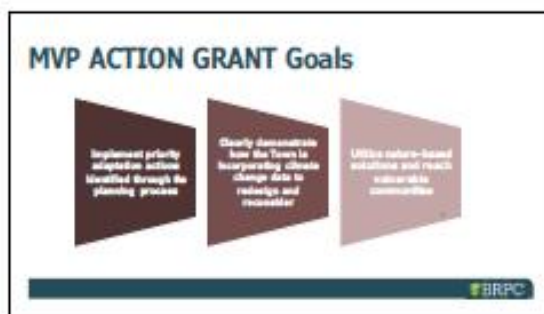 MVP ACTION GRANT Goals
Implement priority
adaptation actions
identified through the
planning process
Clearly demonstrate
how the Town is
incorporating climate
change data to
redesign and
reconsider
Utilize nature-based
solutions and reach
vulnerable
communities
BRPC